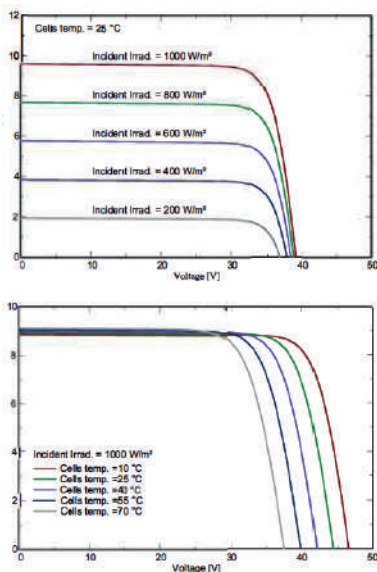 12
Cells temp. = 25 °C
Incident Irrad. = 1000 W/m²
10
Incident Irrad. = 800 W/m²
8
Incident Irrad. = 600 W/m²
6
Incident Irrad. = 400 W/m²
4
Incident Irrad. = 200 W/m²
2
0
0 10 20 30 40 50
Voltage [V]
10
8
6
4
Incident Irrad. = 1000 W/m²
Cells temp. =10 °C
Cells temp. =25 °C
2
Cells temp. =40 °C
Cells temp. =55 °C
Cells temp. =70 °C
0
0 10 20 30 40 50
Voltage [V]